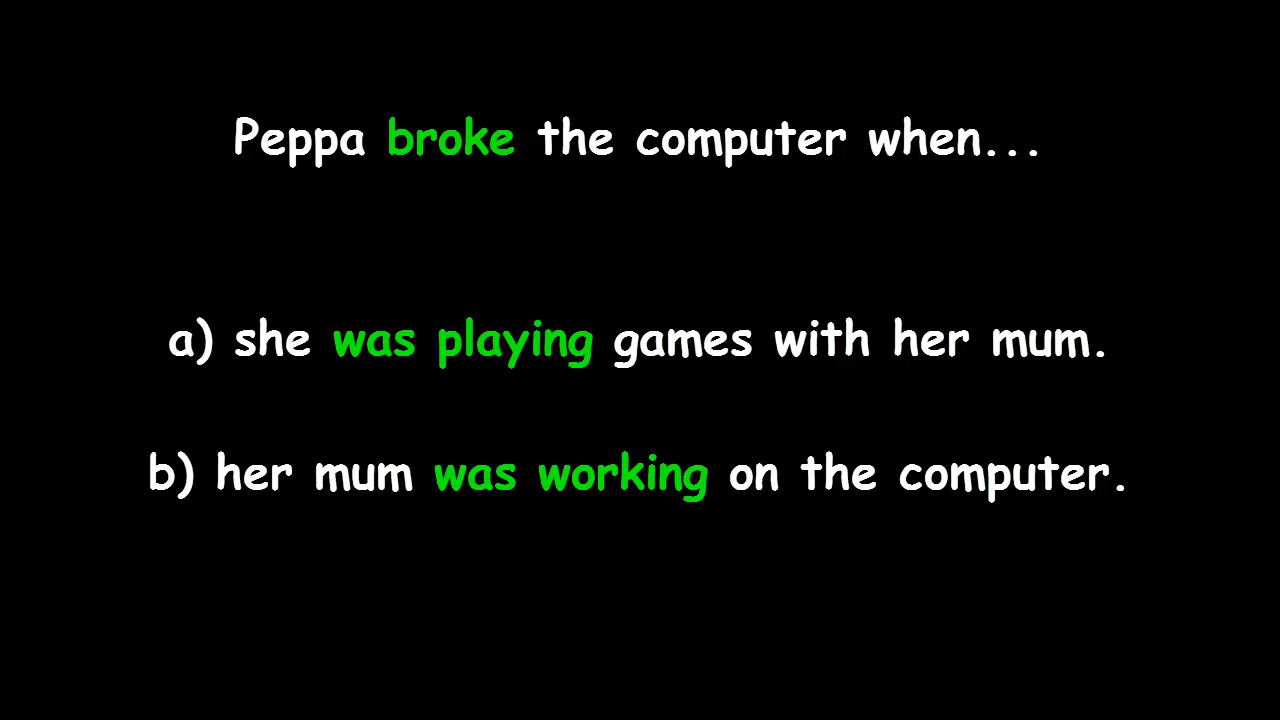 Peppa broke the computer when...
a) she was playing games with her mum.
b) her mum was working on the computer.